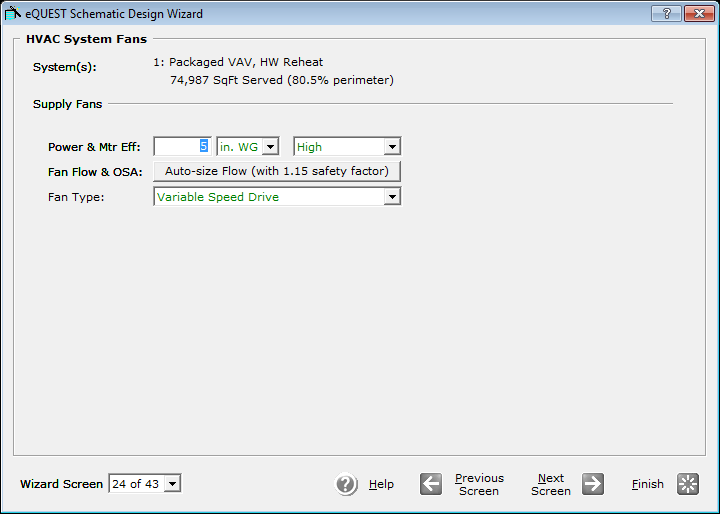 eQUEST Schematic Design Wizard
HVAC System Fans
System(s):
1: Packaged VAV, HW Reheat
74,987 SqFt Served (80.5% perimeter)
Supply Fans
Power & Mtr Eff: 5 in. WG High
Fan Flow & OSA: Auto-size Flow (with 1.15 safety factor)
Fan Type: Variable Speed Drive
Wizard Screen 24 of 43
? Help
Previous
Screen
Next
Screen
Finish